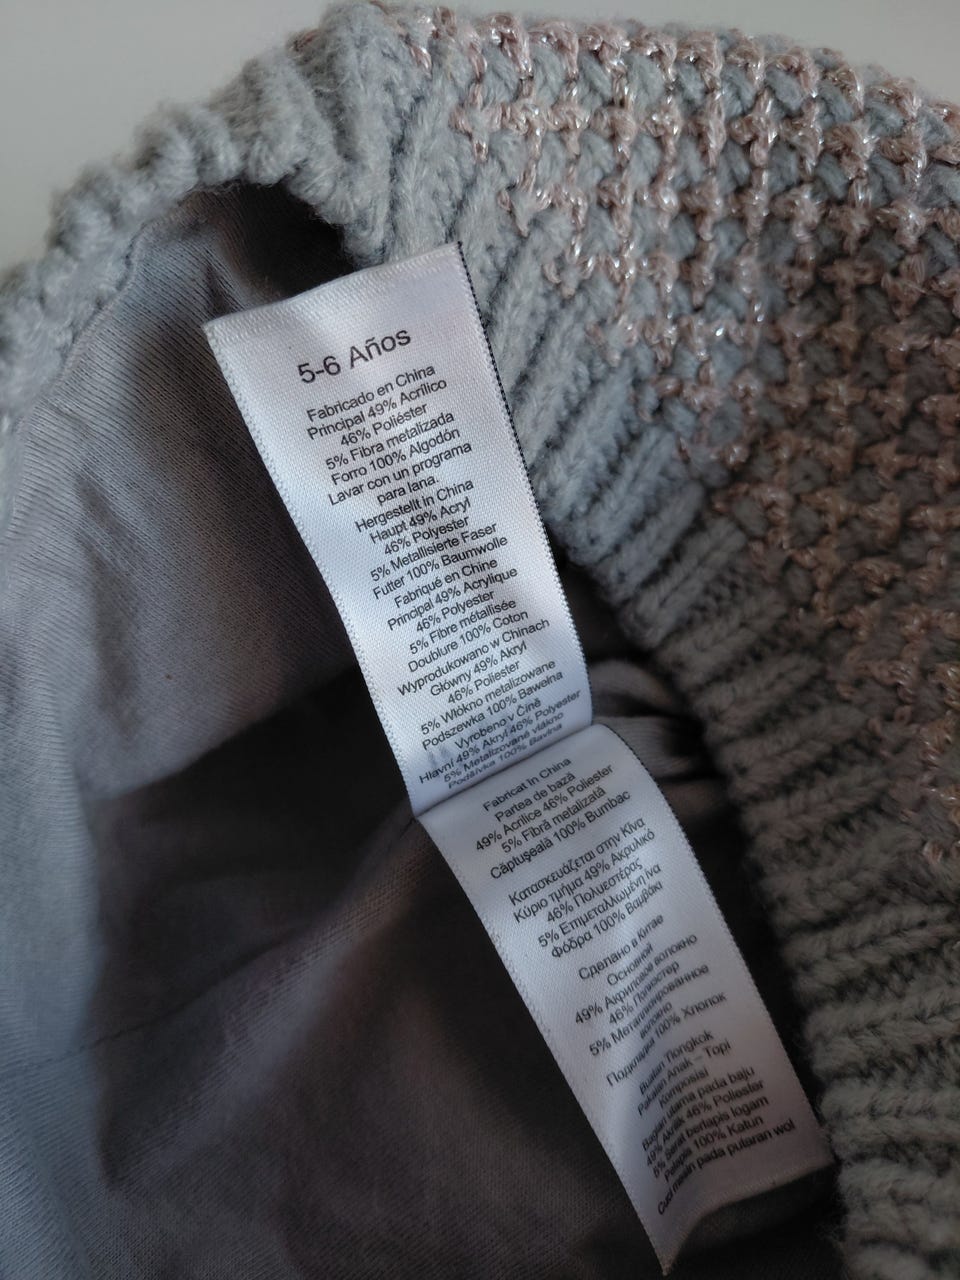 5-6 Años
Fabricado en China
Principal 49% Acrílico
46% Poliéster
5% Fibra metalizada
Forro 100% Algodón
Lavar con un programa
para lana.
Hergestellt in China
Haupt 49% Acryl
46% Polyester
5% Metallisierte Faser
Futter 100% Baumwolle
Fabriqué en Chine
Principal 49% Acrylique
46% Polyester
5% Fibre métallisée
Doublure 100% Coton
Wyprodukowano w Chinach
Główny 49% Akryl
46% Poliester
5% Włókno metalizowane
Podszewka 100% Bawełna
Vyrobeno v Číně
Hlavní 49% Akryl 46% Polyester
5% Metalizované vlákno
Podšívka 100% Bavlna
Fabricat în China
Partea de bază
49% Acrilice 46% Poliester
5% Fibră metalizată
Căptuşeală 100% Bumbac
Κατασκευάζεται στην Κίνα
Κύριο τμήμα 49% Ακρυλικό
46% Πολυεστέρας
5% Επιμεταλλωμένη ίνα
Φόδρα 100% Βαμβάκι
Сделано в Китае
Основной
49% Акриловое волокно
46% Полиэстер
5% Металлизированное
волокно
Подкладка 100% Хлопок
Buatan Tiongkok
Pakaian Anak – Topi
Komposisi
Bagian utama pada baju
49% Akrilik 46% Poliester
5% Serat berlapis logam
Pelapis 100% Katun
Cuci mesin pada putaran wol